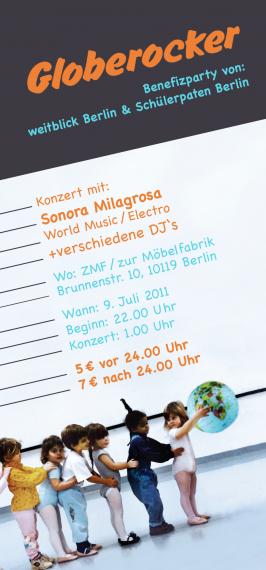 Globerocker
Benefizparty von:
weitblick Berlin & Schülerpaten Berlin
Konzert mit:
Sonora Milagrosa
World Music / Electro
+verschiedene DJ`s
Wo: ZMF / zur Möbelfabrik
Brunnenstr. 10, 10119 Berlin
Wann: 9. Juli 2011
Beginn: 22.00 Uhr
Konzert: 1.00 Uhr
5 € vor 24.00 Uhr
7 € nach 24.00 Uhr